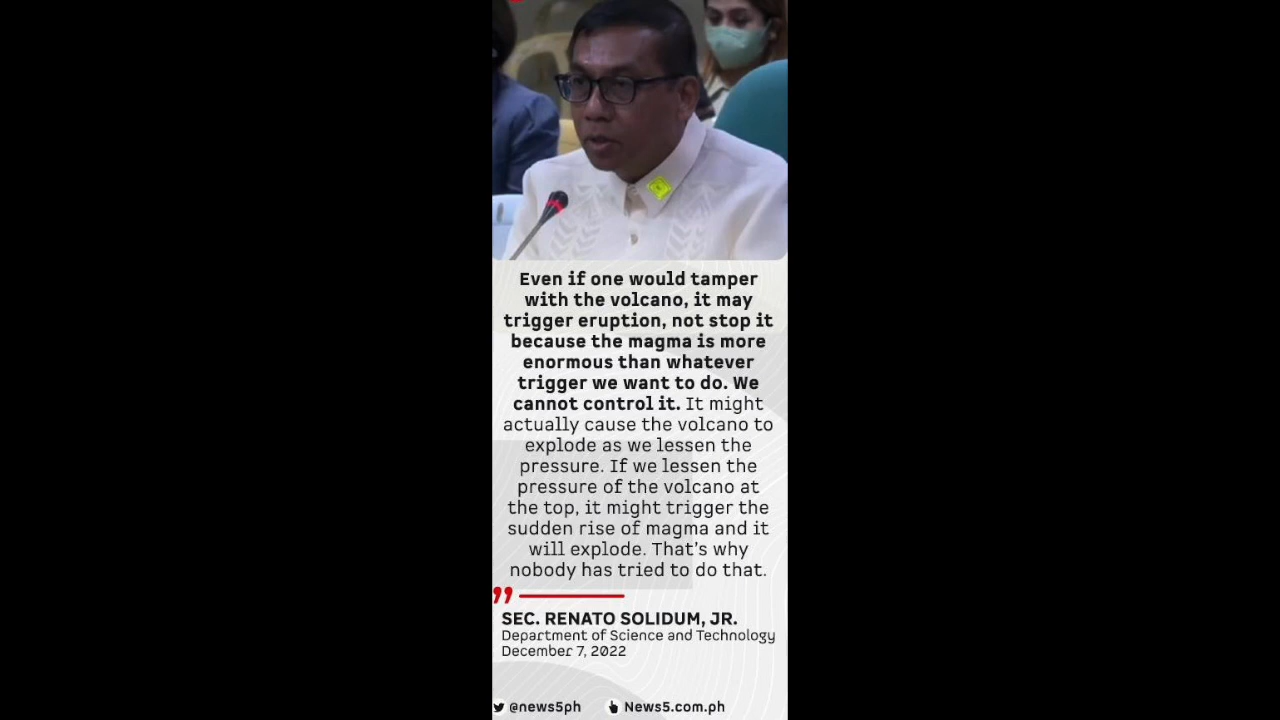 Even if one would tamper
with the volcano, it may
trigger eruption, not stop it
because the magma is more
enormous than whatever
trigger we want to do. We
cannot control it. It might
actually cause the volcano to
explode as we lessen the
pressure. If we lessen the
pressure of the volcano at
the top, it might trigger the
sudden rise of magma and it
will explode. That's why
nobody has tried to do that.
”
SEC. RENATO SOLIDUM, JR.
Department of Science and Technology
December 7, 2022
@news5ph News5.com.ph